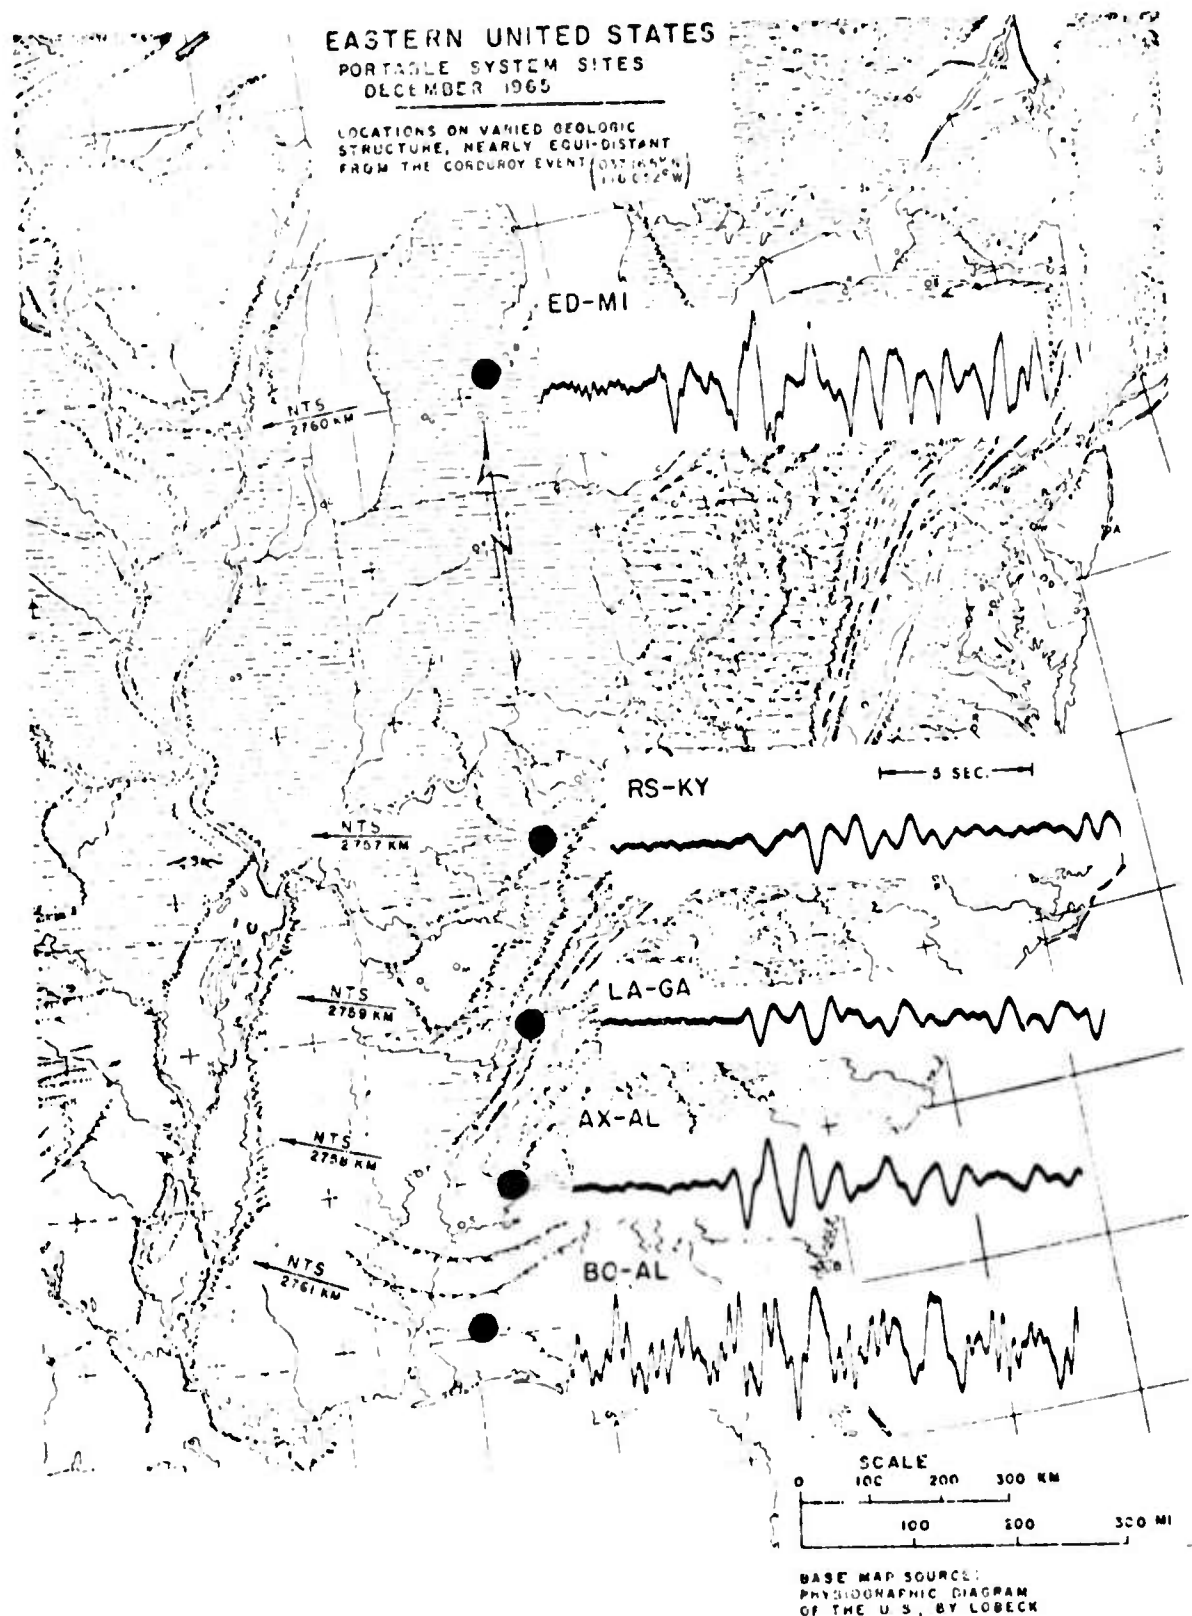 EASTERN UNITED STATES
PORTABLE SYSTEM SITES
DECEMBER 1965
LOCATIONS ON VARIED GEOLOGIC
STRUCTURE, NEARLY EQUI-DISTANT
FROM THE CORDUROY EVENT
ED-MI
NTS
2760 KM
RS-KY
5 SEC.
NTS
2757 KM
LA-GA
NTS
2759 KM
AX-AL
NTS
2758 KM
BO-AL
NTS
2761 KM
SCALE
0 100 200 300 KM
100 200 300 MI
BASE MAP SOURCE:
PHYSIOGRAPHIC DIAGRAM
OF THE U.S., BY LOBECK